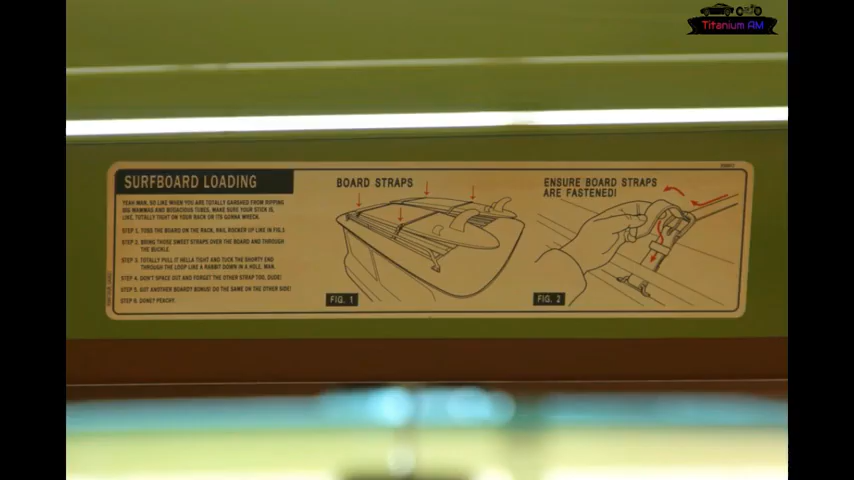 Titanium AM
SURFBOARD LOADING
YEAH MAN, SO LIKE WHEN YOU ARE TOTALLY GASHED FROM RIPPING
BIG MAMMAS AND BODACIOUS TUBES, MAKE SURE YOUR STICK IS,
LIKE, TOTALLY TIGHT ON YOUR RACK OR ITS GONNA WRECK.
STEP 1. TOSS THE BOARD ON THE RACK, RAIL ROCKER UP LIKE IN FIG.1
STEP 2. BRING THOSE SWEET STRAPS OVER THE BOARD AND THROUGH
THE BUCKLE.
STEP 3. TOTALLY PULL IT HELLA TIGHT AND TUCK THE SHORTY END
THROUGH THE LOOP LIKE A RABBIT DOWN IN A HOLE, MAN.
STEP 4. DON'T SPACE OUT AND FORGET THE OTHER STRAP TOO, DUDE!
STEP 5. GOT ANOTHER BOARD? BONUS! DO THE SAME ON THE OTHER SIDE!
STEP 6. DONE? PEACHY.
BOARD STRAPS
FIG. 1
ENSURE BOARD STRAPS
ARE FASTENED!
FIG. 2